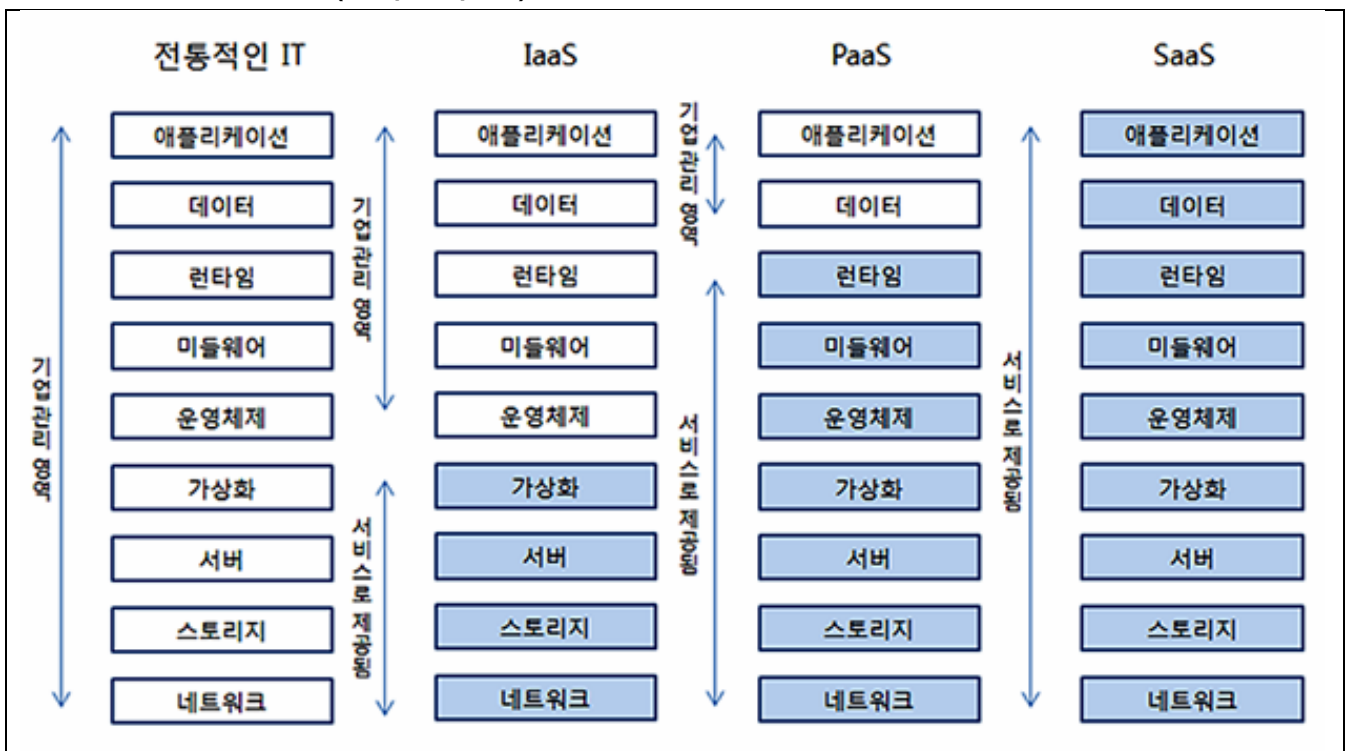 전통적인 IT
IaaS
PaaS
SaaS
기업 관리 영역
애플리케이션
데이터
런타임
미들웨어
운영체제
가상화
서버
스토리지
네트워크
기업 관리 영역
서비스로 제공됨
애플리케이션
데이터
런타임
미들웨어
운영체제
가상화
서버
스토리지
네트워크
기업 관리 영역
서비스로 제공됨
애플리케이션
데이터
런타임
미들웨어
운영체제
가상화
서버
스토리지
네트워크
서비스로 제공됨
애플리케이션
데이터
런타임
미들웨어
운영체제
가상화
서버
스토리지
네트워크